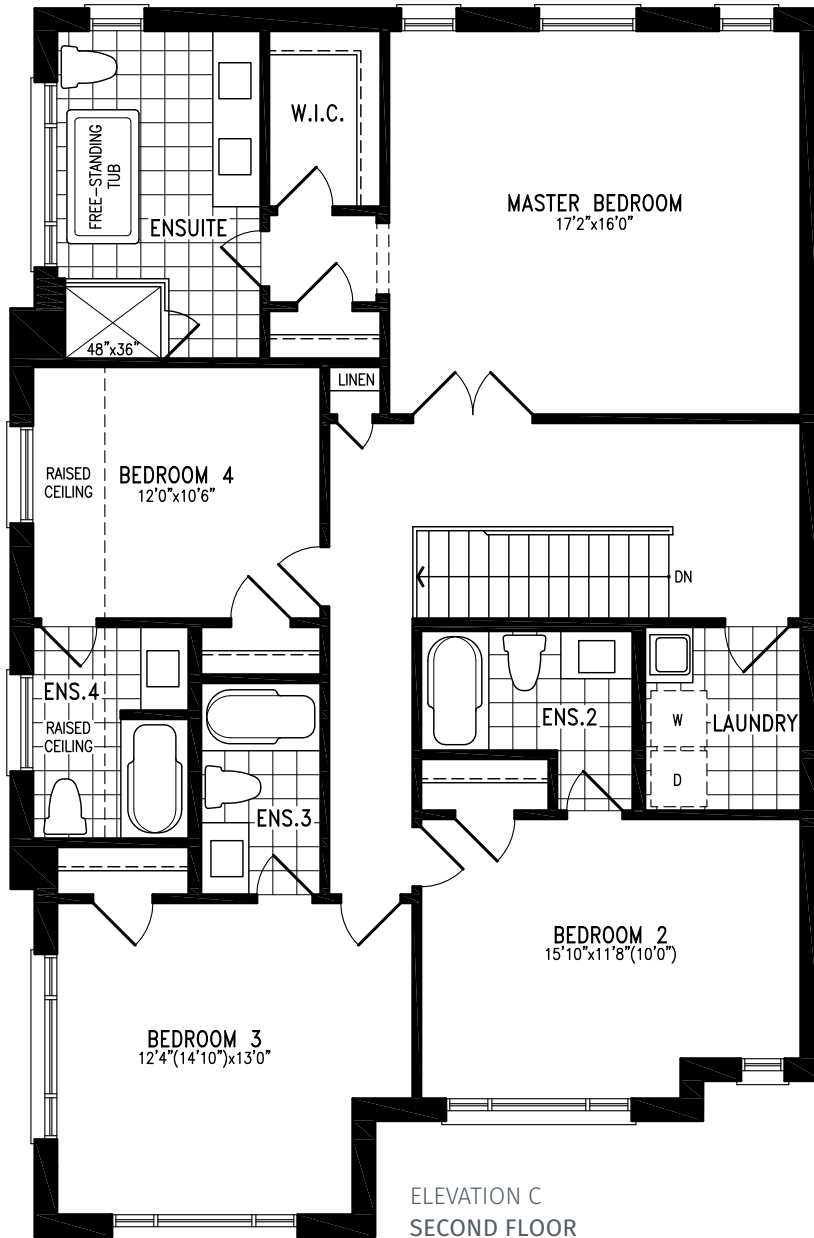 W.I.C.
FREE-STANDING
TUB
ENSUITE
MASTER BEDROOM
17'2"x16'0"
48"x36"
LINEN
RAISED
CEILING
BEDROOM 4
12'0"x10'6"
DN
ENS.4
RAISED
CEILING
ENS.3
ENS.2
W
LAUNDRY
D
BEDROOM 2
15'10"x11'8"(10'0")
BEDROOM 3
12'4"(14'10")x13'0"
ELEVATION C
SECOND FLOOR